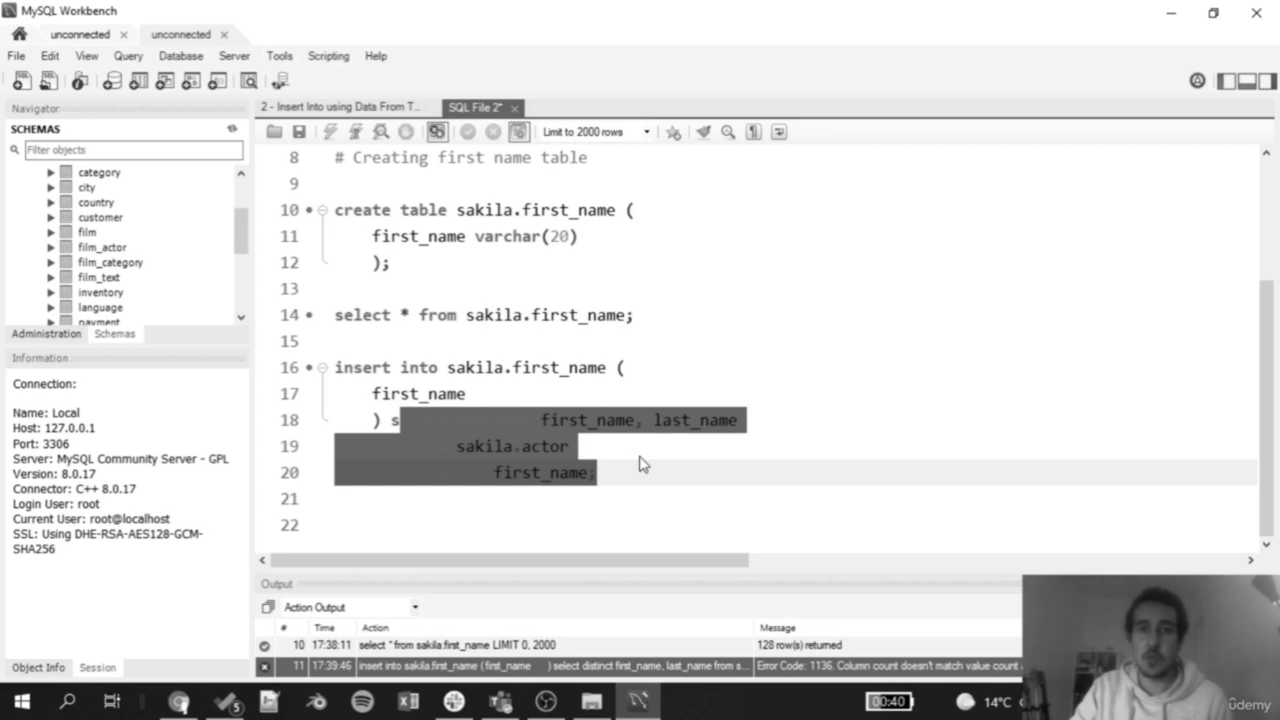 MySQL Workbench
unconnected
unconnected
File Edit View Query Database Server Tools Scripting Help
Navigator
SCHEMAS
Filter objects
category
city
country
customer
film
film_actor
film_category
film_text
inventory
language
payment
Administration Schemas
Information
Connection:
Name: Local
Host: 127.0.0.1
Port: 3306
Server: MySQL Community Server - GPL
Version: 8.0.17
Connector: C++ 8.0.17
Login User: root
Current User: root@localhost
SSL: Using DHE-RSA-AES128-GCM-
SHA256
Object Info Session
2 - Insert Into using Data From T...
SQL File 2*
Limit to 2000 rows
8 # Creating first name table
9
10 create table sakila.first_name (
11 first_name varchar(20)
12 );
13
14 select * from sakila.first_name;
15
16 insert into sakila.first_name (
17 first_name
18 ) s first_name, last_name
19 sakila.actor
20 first_name;
21
22
Output
Action Output
# Time Action Message
10 17:38:11 select * from sakila.first_name LIMIT 0, 2000 128 row(s) returned
11 17:39:46 insert into sakila.first_name ( first_name ) select distinct first_name, last_name from s... Error Code: 1136. Column count doesn't match value count
5
00:40
14°C
ûdemy